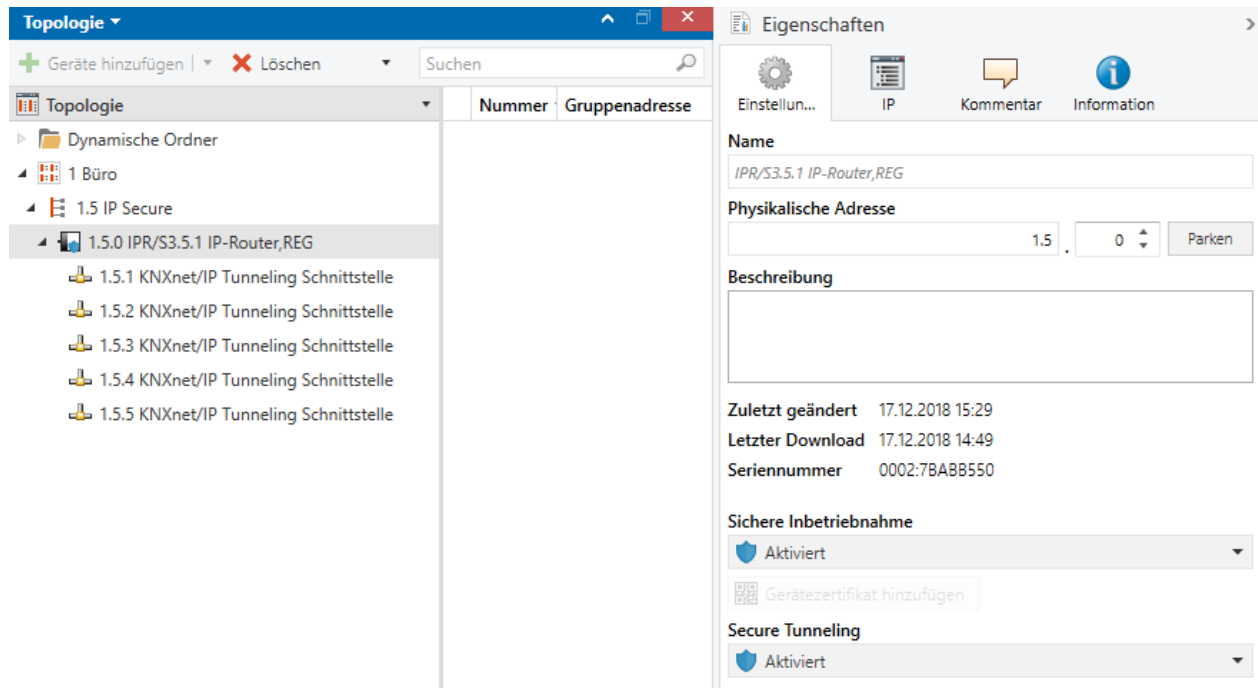 Topologie
Geräte hinzufügen
Löschen
Suchen
Topologie
Nummer
Gruppenadresse
Dynamische Ordner
1 Büro
1.5 IP Secure
1.5.0 IPR/S3.5.1 IP-Router,REG
1.5.1 KNXnet/IP Tunneling Schnittstelle
1.5.2 KNXnet/IP Tunneling Schnittstelle
1.5.3 KNXnet/IP Tunneling Schnittstelle
1.5.4 KNXnet/IP Tunneling Schnittstelle
1.5.5 KNXnet/IP Tunneling Schnittstelle
Eigenschaften
Einstellun...
IP
Kommentar
Information
Name
IPR/S3.5.1 IP-Router,REG
Physikalische Adresse
1.5 . 0 Parken
Beschreibung
Zuletzt geändert 17.12.2018 15:29
Letzter Download 17.12.2018 14:49
Seriennummer 0002:7BABB550
Sichere Inbetriebnahme
Aktiviert
Gerätezertifikat hinzufügen
Secure Tunneling
Aktiviert